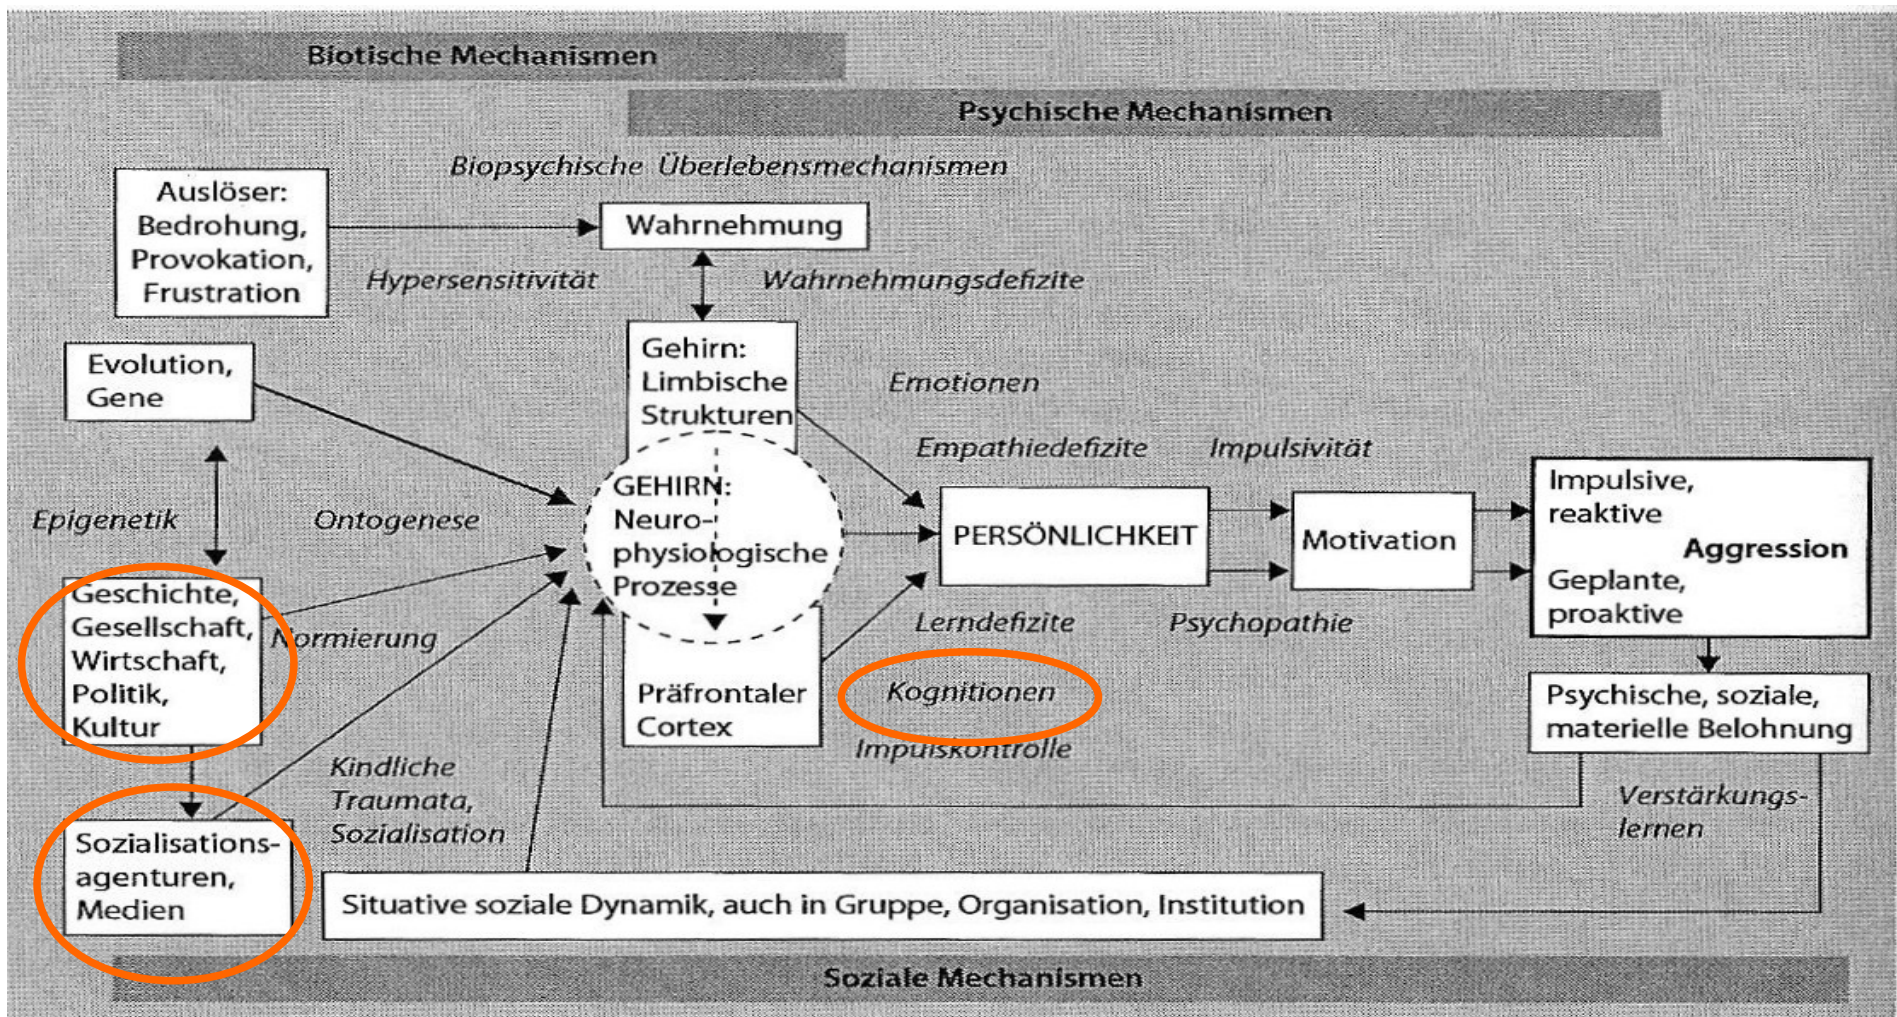 Biotische Mechanismen
Psychische Mechanismen
Biopsychische Überlebensmechanismen
Auslöser:
Bedrohung,
Provokation,
Frustration
Wahrnehmung
Hypersensitivität
Wahrnehmungsdefizite
Evolution,
Gene
Gehirn:
Limbische
Strukturen
Emotionen
Empathiedefizite
Impulsivität
Epigenetik
Ontogenese
GEHIRN:
Neuro-
physiologische
Prozesse
PERSÖNLICHKEIT
Motivation
Impulsive,
reaktive
Aggression
Geplante,
proaktive
Geschichte,
Gesellschaft,
Wirtschaft,
Politik,
Kultur
Normierung
Lerndefizite
Psychopathie
Präfrontaler
Cortex
Kognitionen
Impulskontrolle
Psychische, soziale,
materielle Belohnung
Kindliche
Traumata,
Sozialisation
Verstärkungs-
lernen
Sozialisations-
agenturen,
Medien
Situative soziale Dynamik, auch in Gruppe, Organisation, Institution
Soziale Mechanismen